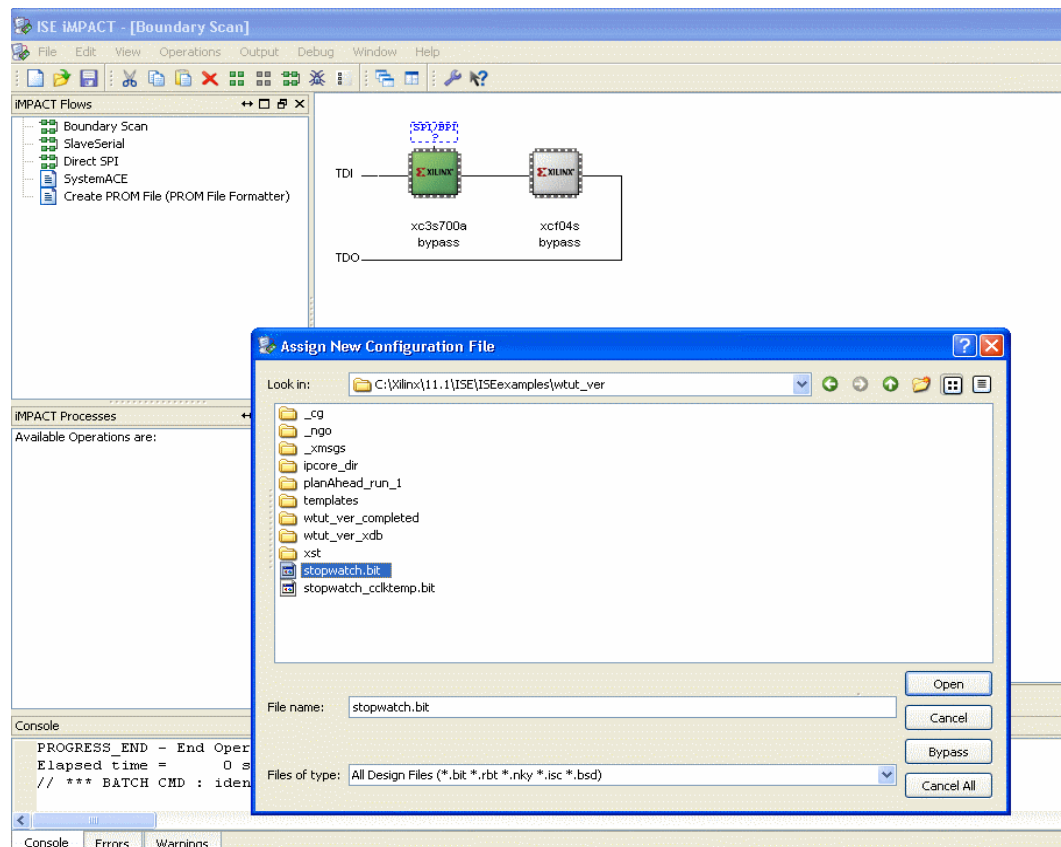 ISE iMPACT - [Boundary Scan]
File Edit View Operations Output Debug Window Help
iMPACT Flows
Boundary Scan
SlaveSerial
Direct SPI
SystemACE
Create PROM File (PROM File Formatter)
SPI/BPI
?
TDI
XILINX
XILINX
xc3s700a
xcf04s
bypass
bypass
TDO
Assign New Configuration File
Look in:
C:\Xilinx\11.1\ISE\ISEexamples\wtut_ver
_cg
_ngo
_xmsgs
ipcore_dir
planAhead_run_1
templates
wtut_ver_completed
wtut_ver_xdb
xst
stopwatch.bit
stopwatch_cclktemp.bit
File name:
stopwatch.bit
Files of type:
All Design Files (*.bit *.rbt *.nky *.isc *.bsd)
Open
Cancel
Bypass
Cancel All
iMPACT Processes
Available Operations are:
Console
PROGRESS_END - End Oper
Elapsed time = 0 s
// *** BATCH CMD : iden
Console Errors Warnings